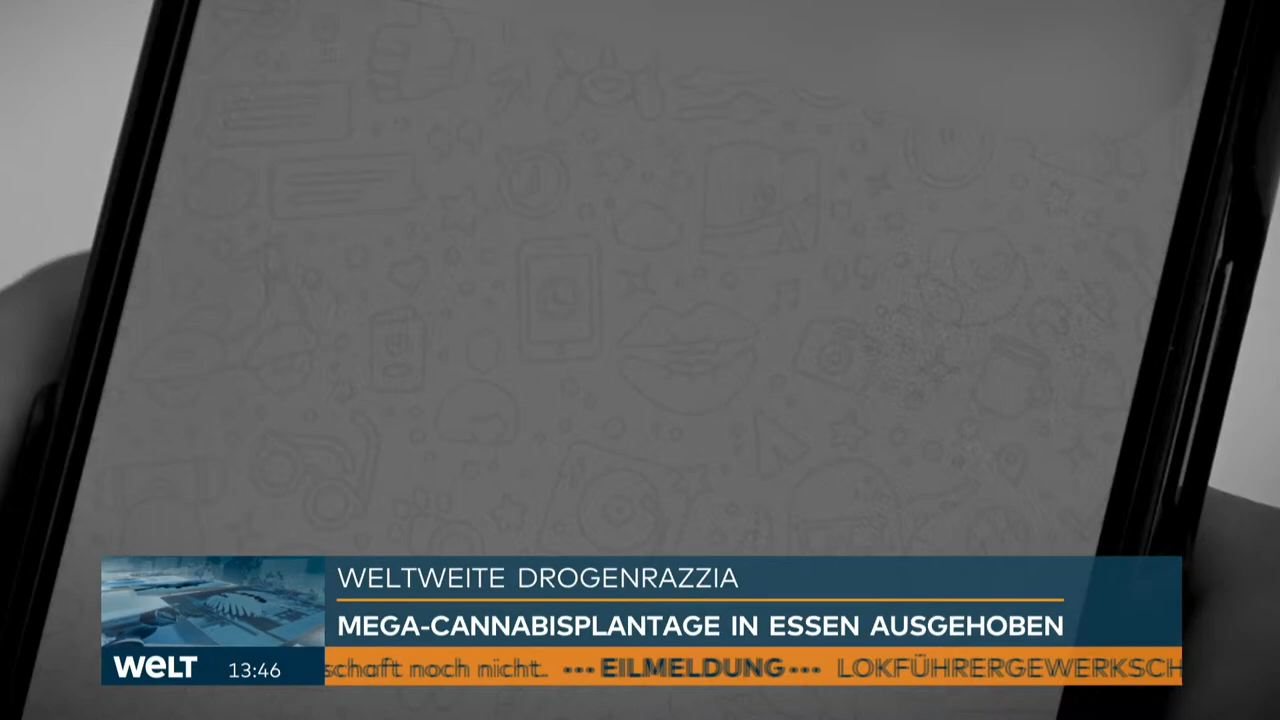 WELTWEITE DROGENRAZZIA
MEGA-CANNABISPLANTAGE IN ESSEN AUSGEHOBEN
welt 13:46 schaft noch nicht. --- EILMELDUNG --- LOKFÜHRERGEWERKSCH